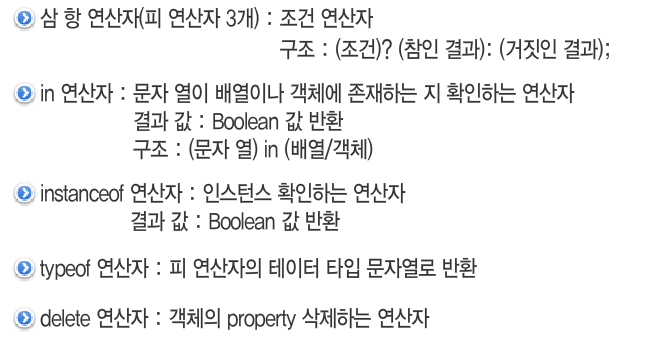 삼 항 연산자(피 연산자 3개) : 조건 연산자
구조 : (조건)? (참인 결과): (거짓인 결과);
in 연산자 : 문자 열이 배열이나 객체에 존재하는 지 확인하는 연산자
결과 값 : Boolean 값 반환
구조 : (문자 열) in (배열/객체)
instanceof 연산자 : 인스턴스 확인하는 연산자
결과 값 : Boolean 값 반환
typeof 연산자 : 피 연산자의 테이터 타입 문자열로 반환
delete 연산자 : 객체의 property 삭제하는 연산자